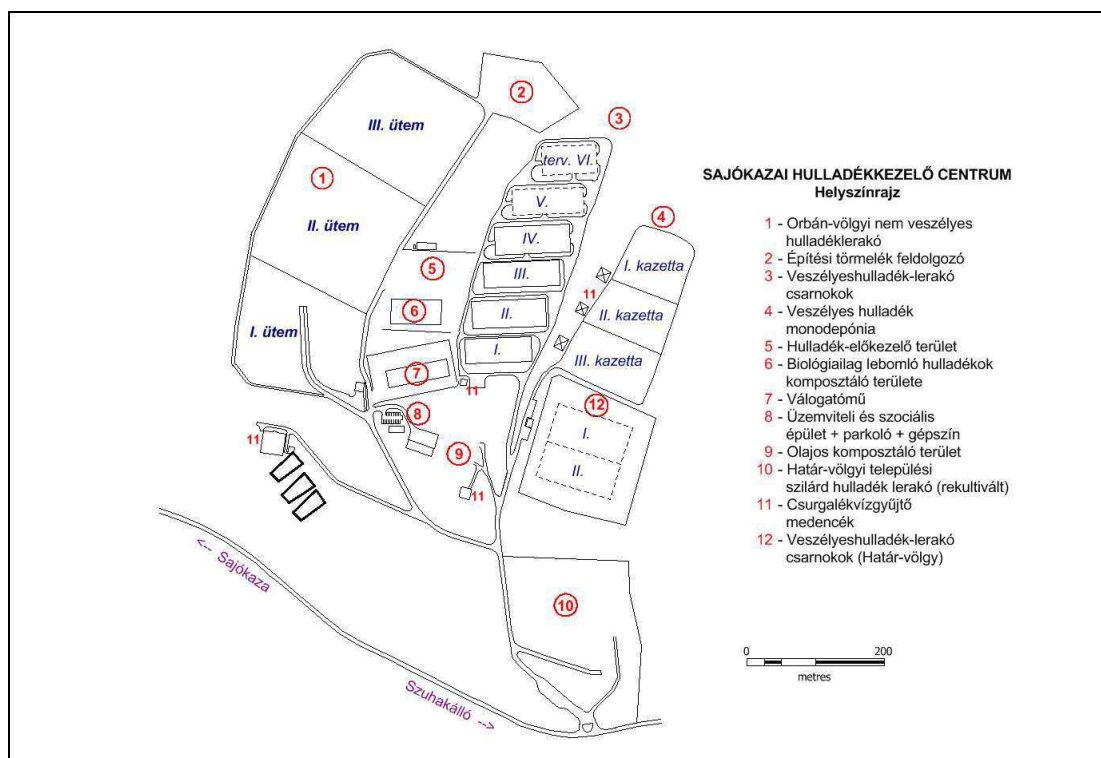 2
III. ütem
3
terv. VI.
1
V.
4
II. ütem
IV.
5
III.
I. kazetta
11
6
II.
II. kazetta
I. ütem
I.
III. kazetta
7
11
12
8
I.
11
9
II.
11
<-- Sajókaza
10
Szuhakálló -->
SAJÓKAZAI HULLADÉKKEZELŐ CENTRUM
Helyszínrajz
1 - Orbán-völgyi nem veszélyes
hulladéklerakó
2 - Építési törmelék feldolgozó
3 - Veszélyeshulladék-lerakó
csarnokok
4 - Veszélyes hulladék
monodepónia
5 - Hulladék-előkezelő terület
6 - Biológiailag lebomló hulladékok
komposztáló területe
7 - Válogatómű
8 - Üzemviteli és szociális
épület + parkoló + gépszín
9 - Olajos komposztáló terület
10 - Határ-völgyi települési
szilárd hulladék lerakó (rekultivált)
11 - Csurgalékvízgyűjtő
medencék
12 - Veszélyeshulladék-lerakó
csarnokok (Határ-völgy)
0 200
metres